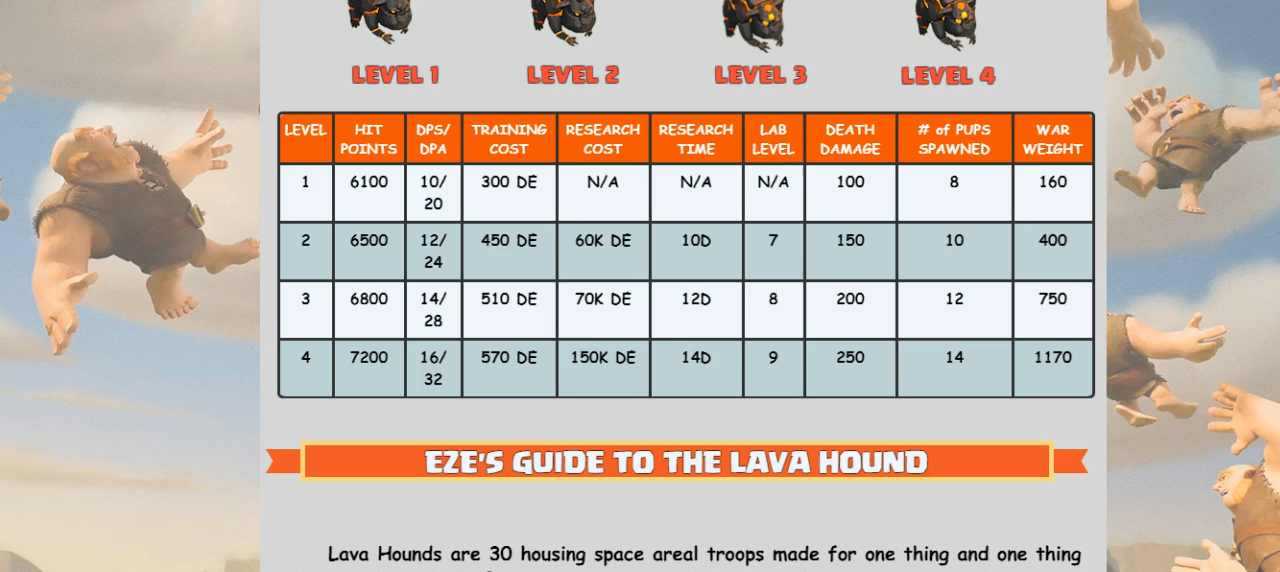 LEVEL 1 LEVEL 2 LEVEL 3 LEVEL 4
LEVEL HIT POINTS DPS/ DPA TRAINING COST RESEARCH COST RESEARCH TIME LAB LEVEL DEATH DAMAGE # of PUPS SPAWNED WAR WEIGHT
1 6100 10/ 20 300 DE N/A N/A N/A 100 8 160
2 6500 12/ 24 450 DE 60K DE 10D 7 150 10 400
3 6800 14/ 28 510 DE 70K DE 12D 8 200 12 750
4 7200 16/ 32 570 DE 150K DE 14D 9 250 14 1170
EZE'S GUIDE TO THE LAVA HOUND
Lava Hounds are 30 housing space areal troops made for one thing and one thing